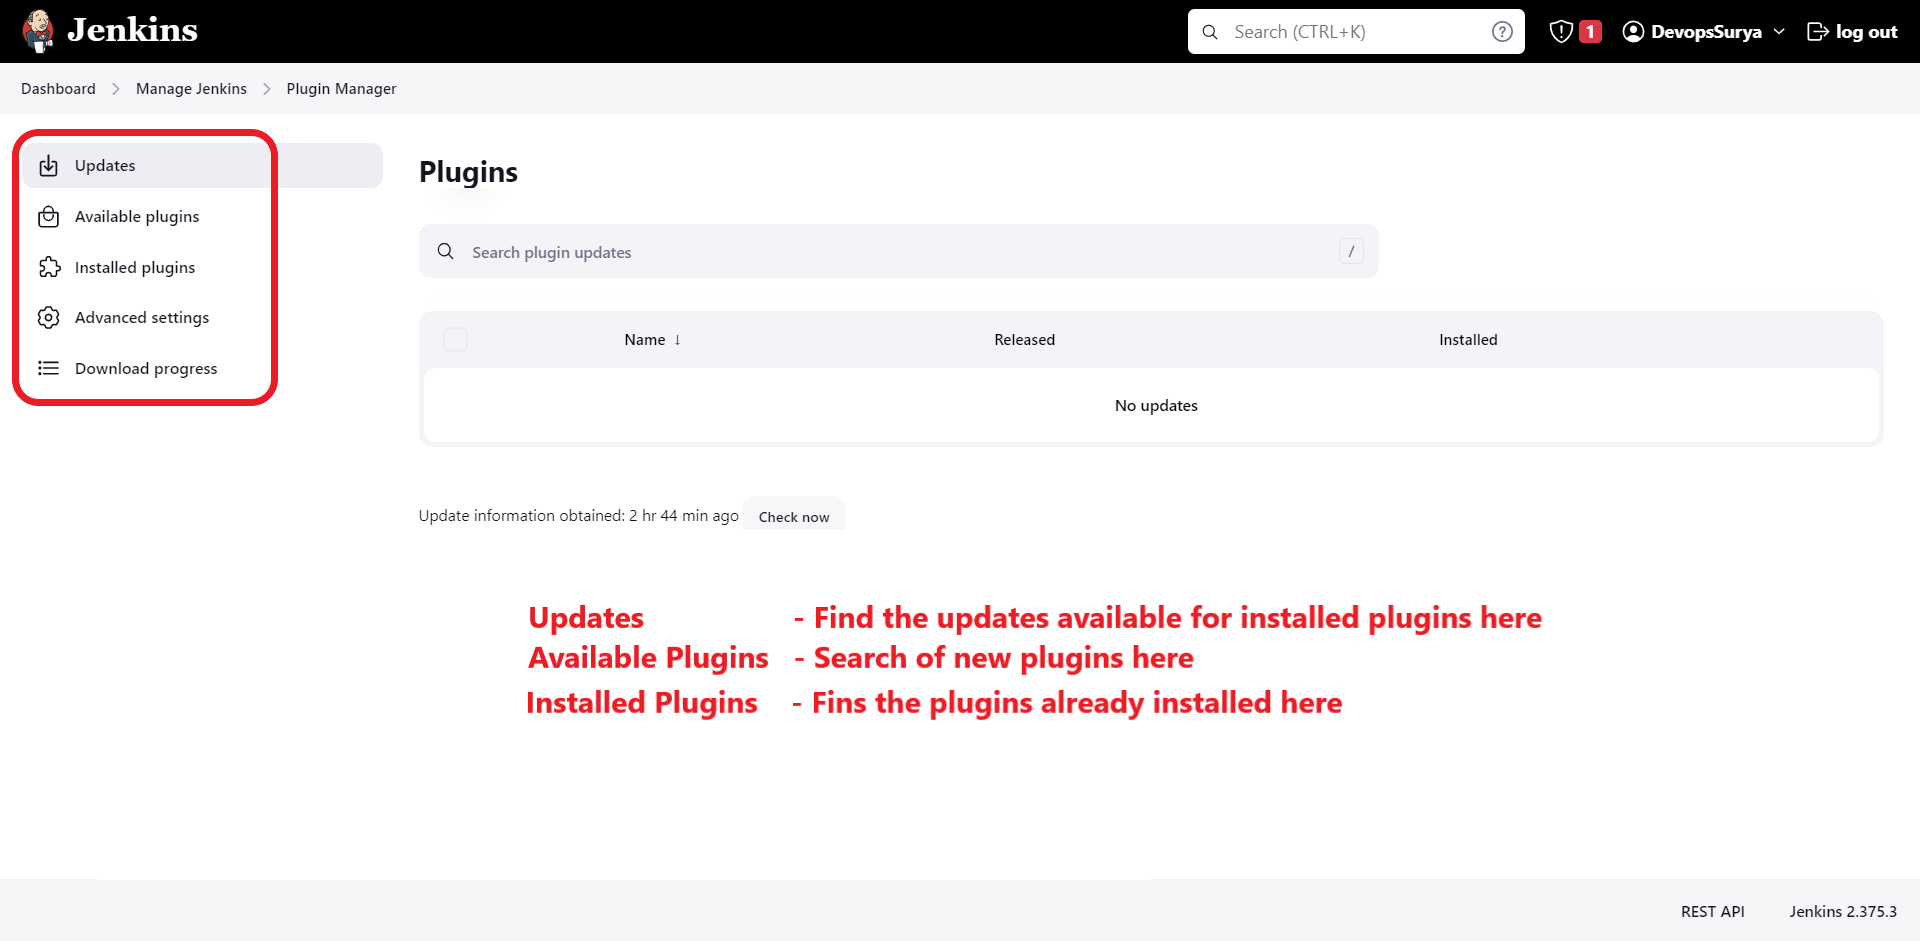 Jenkins
Search (CTRL+K)
1
DevopsSurya
log out
Dashboard
Manage Jenkins
Plugin Manager
Updates
Available plugins
Installed plugins
Advanced settings
Download progress
Plugins
Search plugin updates
/
Name ↓ Released Installed
No updates
Update information obtained: 2 hr 44 min ago
Check now
Updates - Find the updates available for installed plugins here
Available Plugins - Search of new plugins here
Installed Plugins - Fins the plugins already installed here
REST API
Jenkins 2.375.3